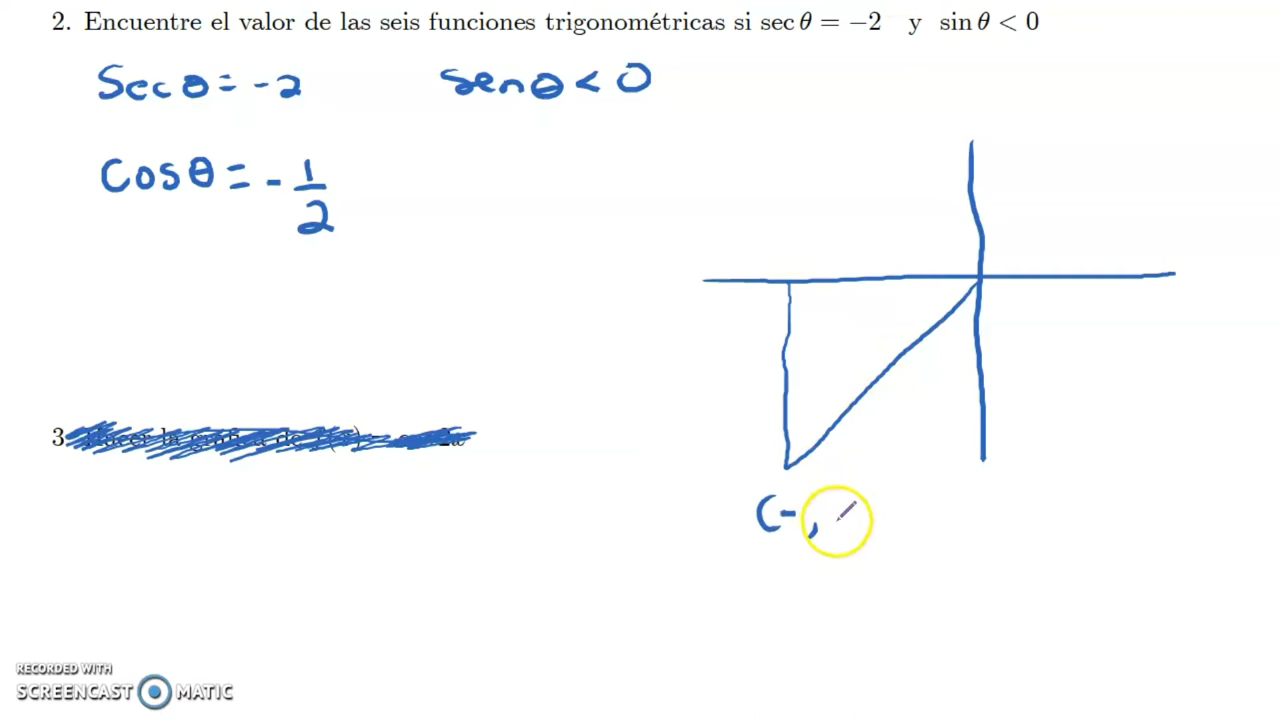 2. Encuentre el valor de las seis funciones trigonométricas si sec θ = −2 y sin θ < 0
Sec θ = -2 sen θ < 0
Cos θ = - 1/2
3
(- ,
RECORDED WITH
SCREENCAST MATIC